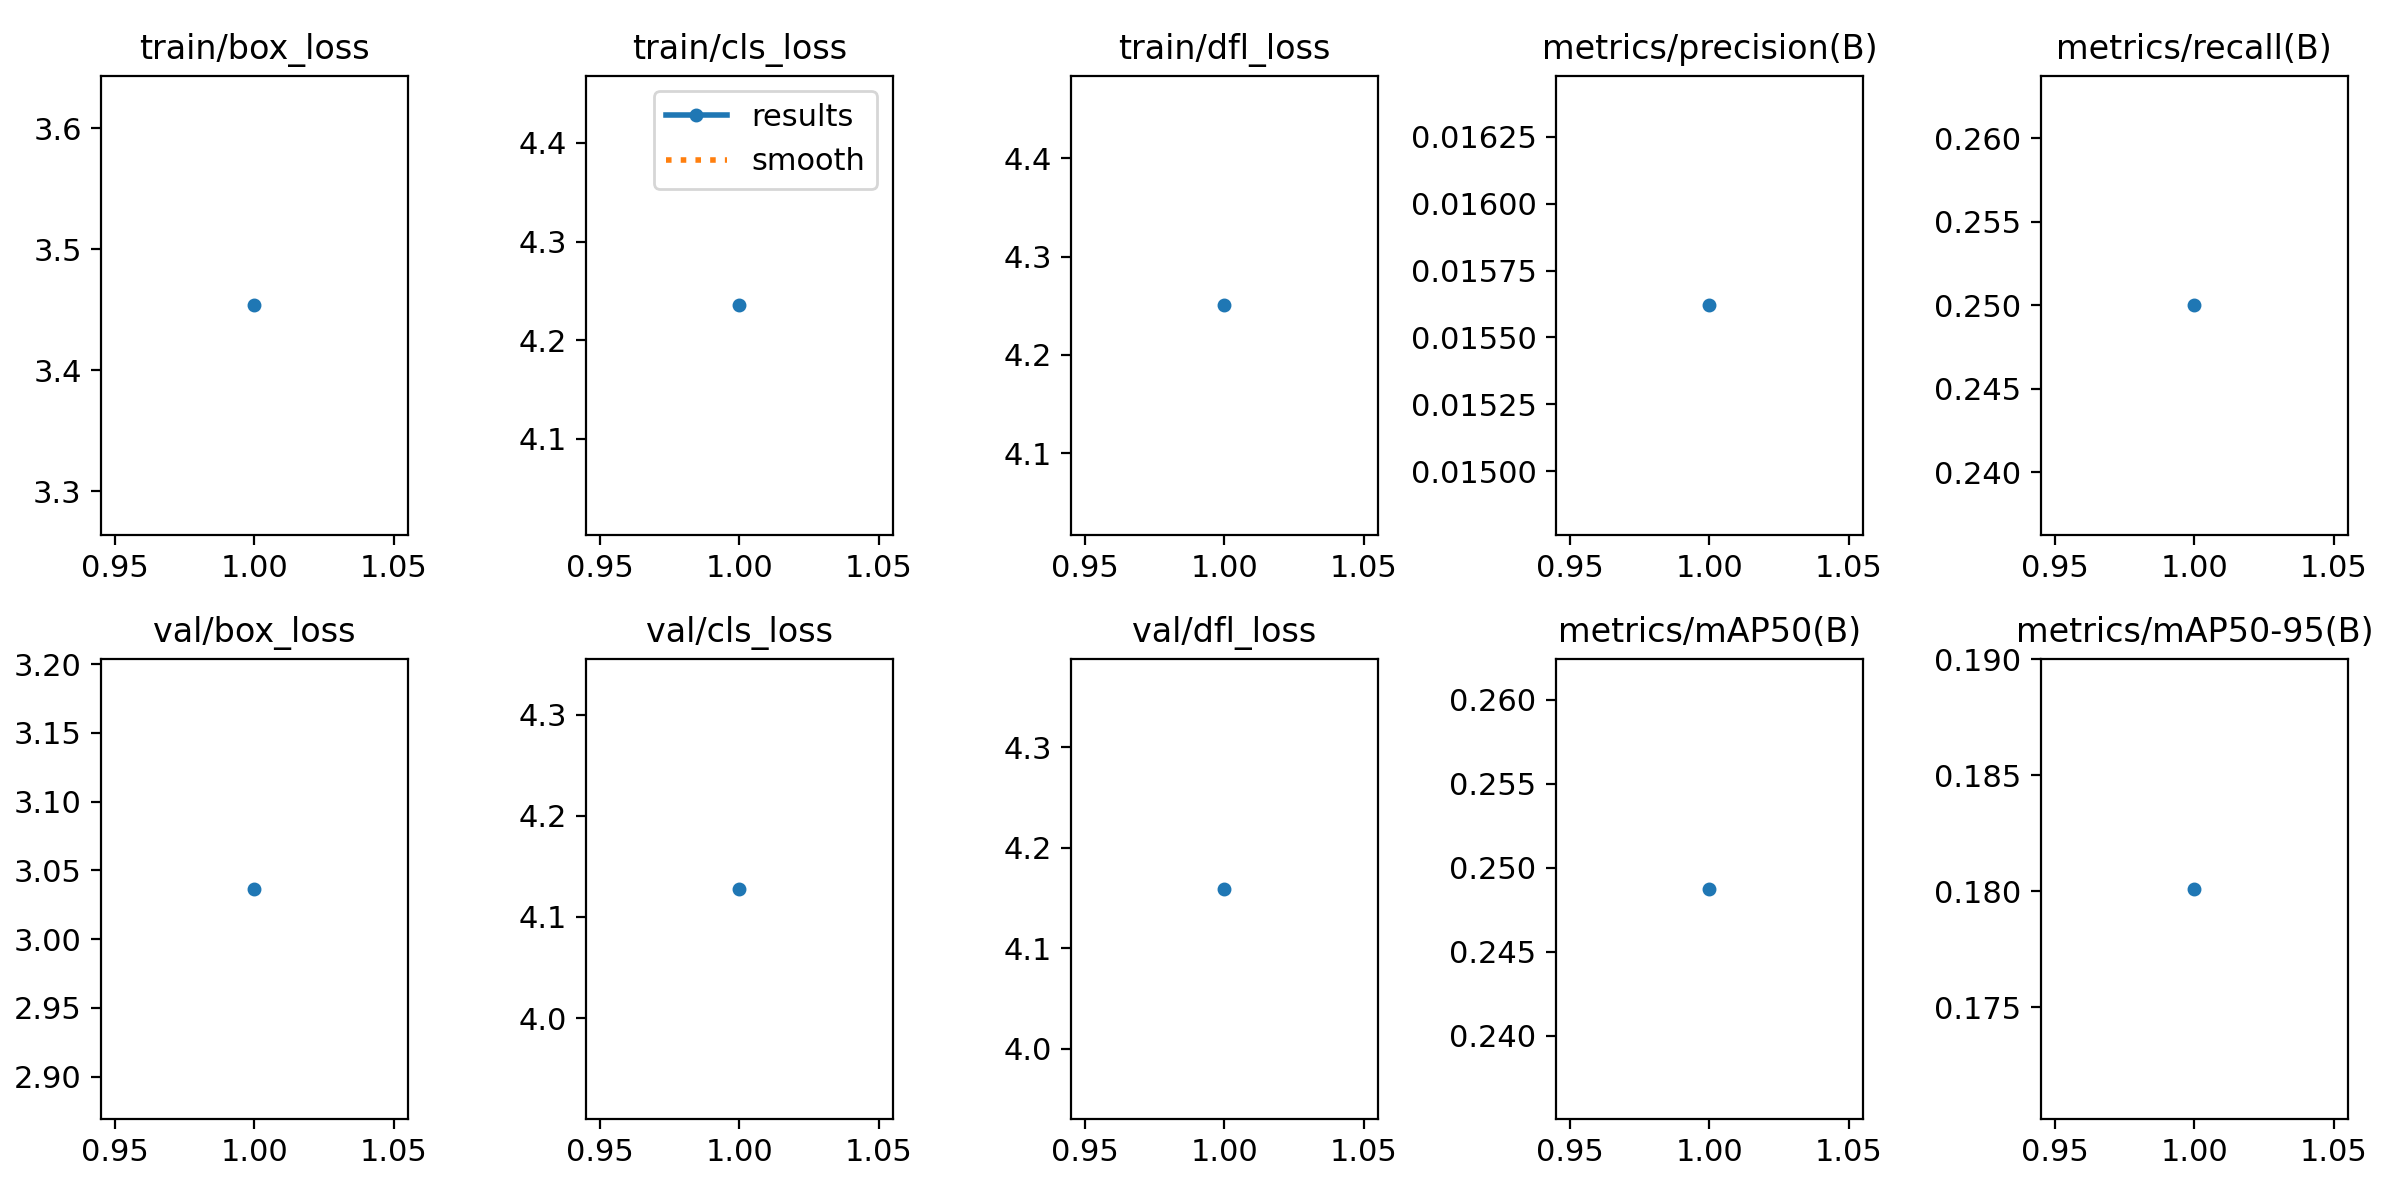 train/box_loss
3.6
3.5
3.4
3.3
0.95 1.00 1.05
train/cls_loss
results
smooth
4.4
4.3
4.2
4.1
0.95 1.00 1.05
train/dfl_loss
4.4
4.3
4.2
4.1
0.95 1.00 1.05
metrics/precision(B)
0.01625
0.01600
0.01575
0.01550
0.01525
0.01500
0.95 1.00 1.05
metrics/recall(B)
0.260
0.255
0.250
0.245
0.240
0.95 1.00 1.05
val/box_loss
3.20
3.15
3.10
3.05
3.00
2.95
2.90
0.95 1.00 1.05
val/cls_loss
4.3
4.2
4.1
4.0
0.95 1.00 1.05
val/dfl_loss
4.3
4.2
4.1
4.0
0.95 1.00 1.05
metrics/mAP50(B)
0.260
0.255
0.250
0.245
0.240
0.95 1.00 1.05
metrics/mAP50-95(B)
0.190
0.185
0.180
0.175
0.95 1.00 1.05